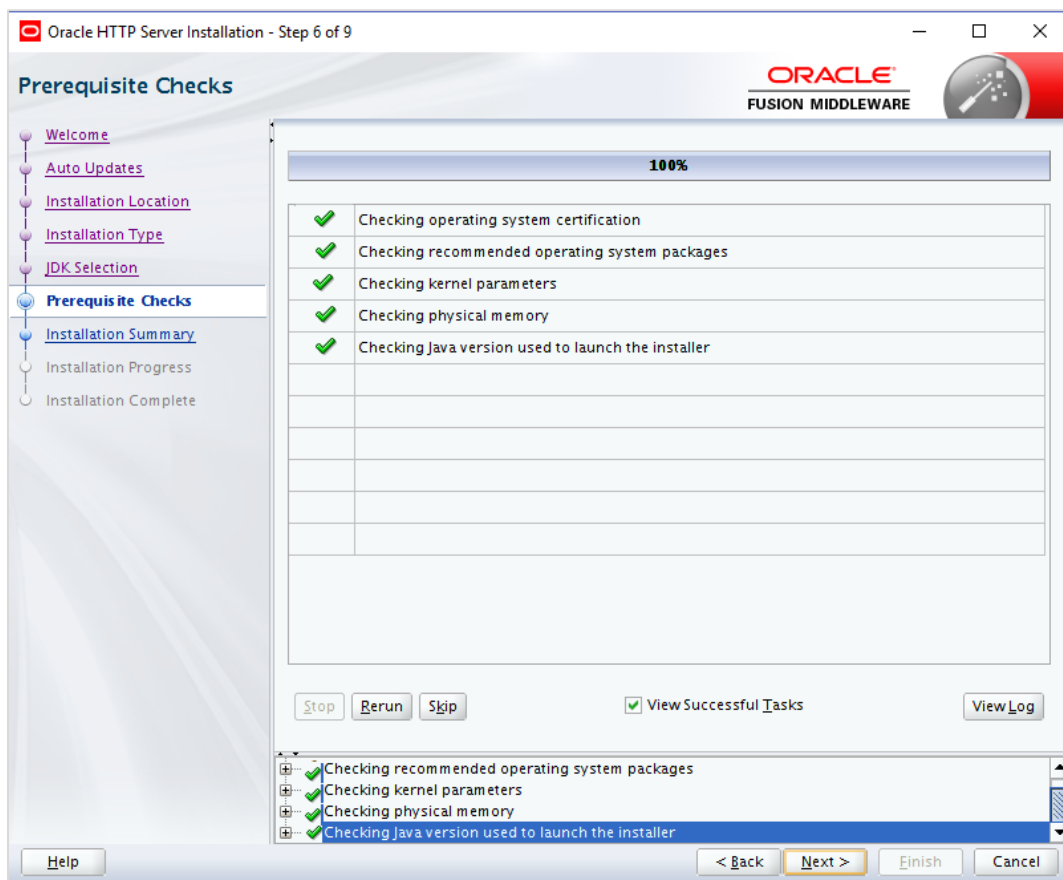 Oracle HTTP Server Installation - Step 6 of 9
Prerequisite Checks
ORACLE
FUSION MIDDLEWARE
Welcome
Auto Updates
Installation Location
Installation Type
JDK Selection
Prerequisite Checks
Installation Summary
Installation Progress
Installation Complete
100%
Checking operating system certification
Checking recommended operating system packages
Checking kernel parameters
Checking physical memory
Checking Java version used to launch the installer
Stop Rerun Skip View Successful Tasks View Log
Checking recommended operating system packages
Checking kernel parameters
Checking physical memory
Checking Java version used to launch the installer
Help < Back Next > Finish Cancel